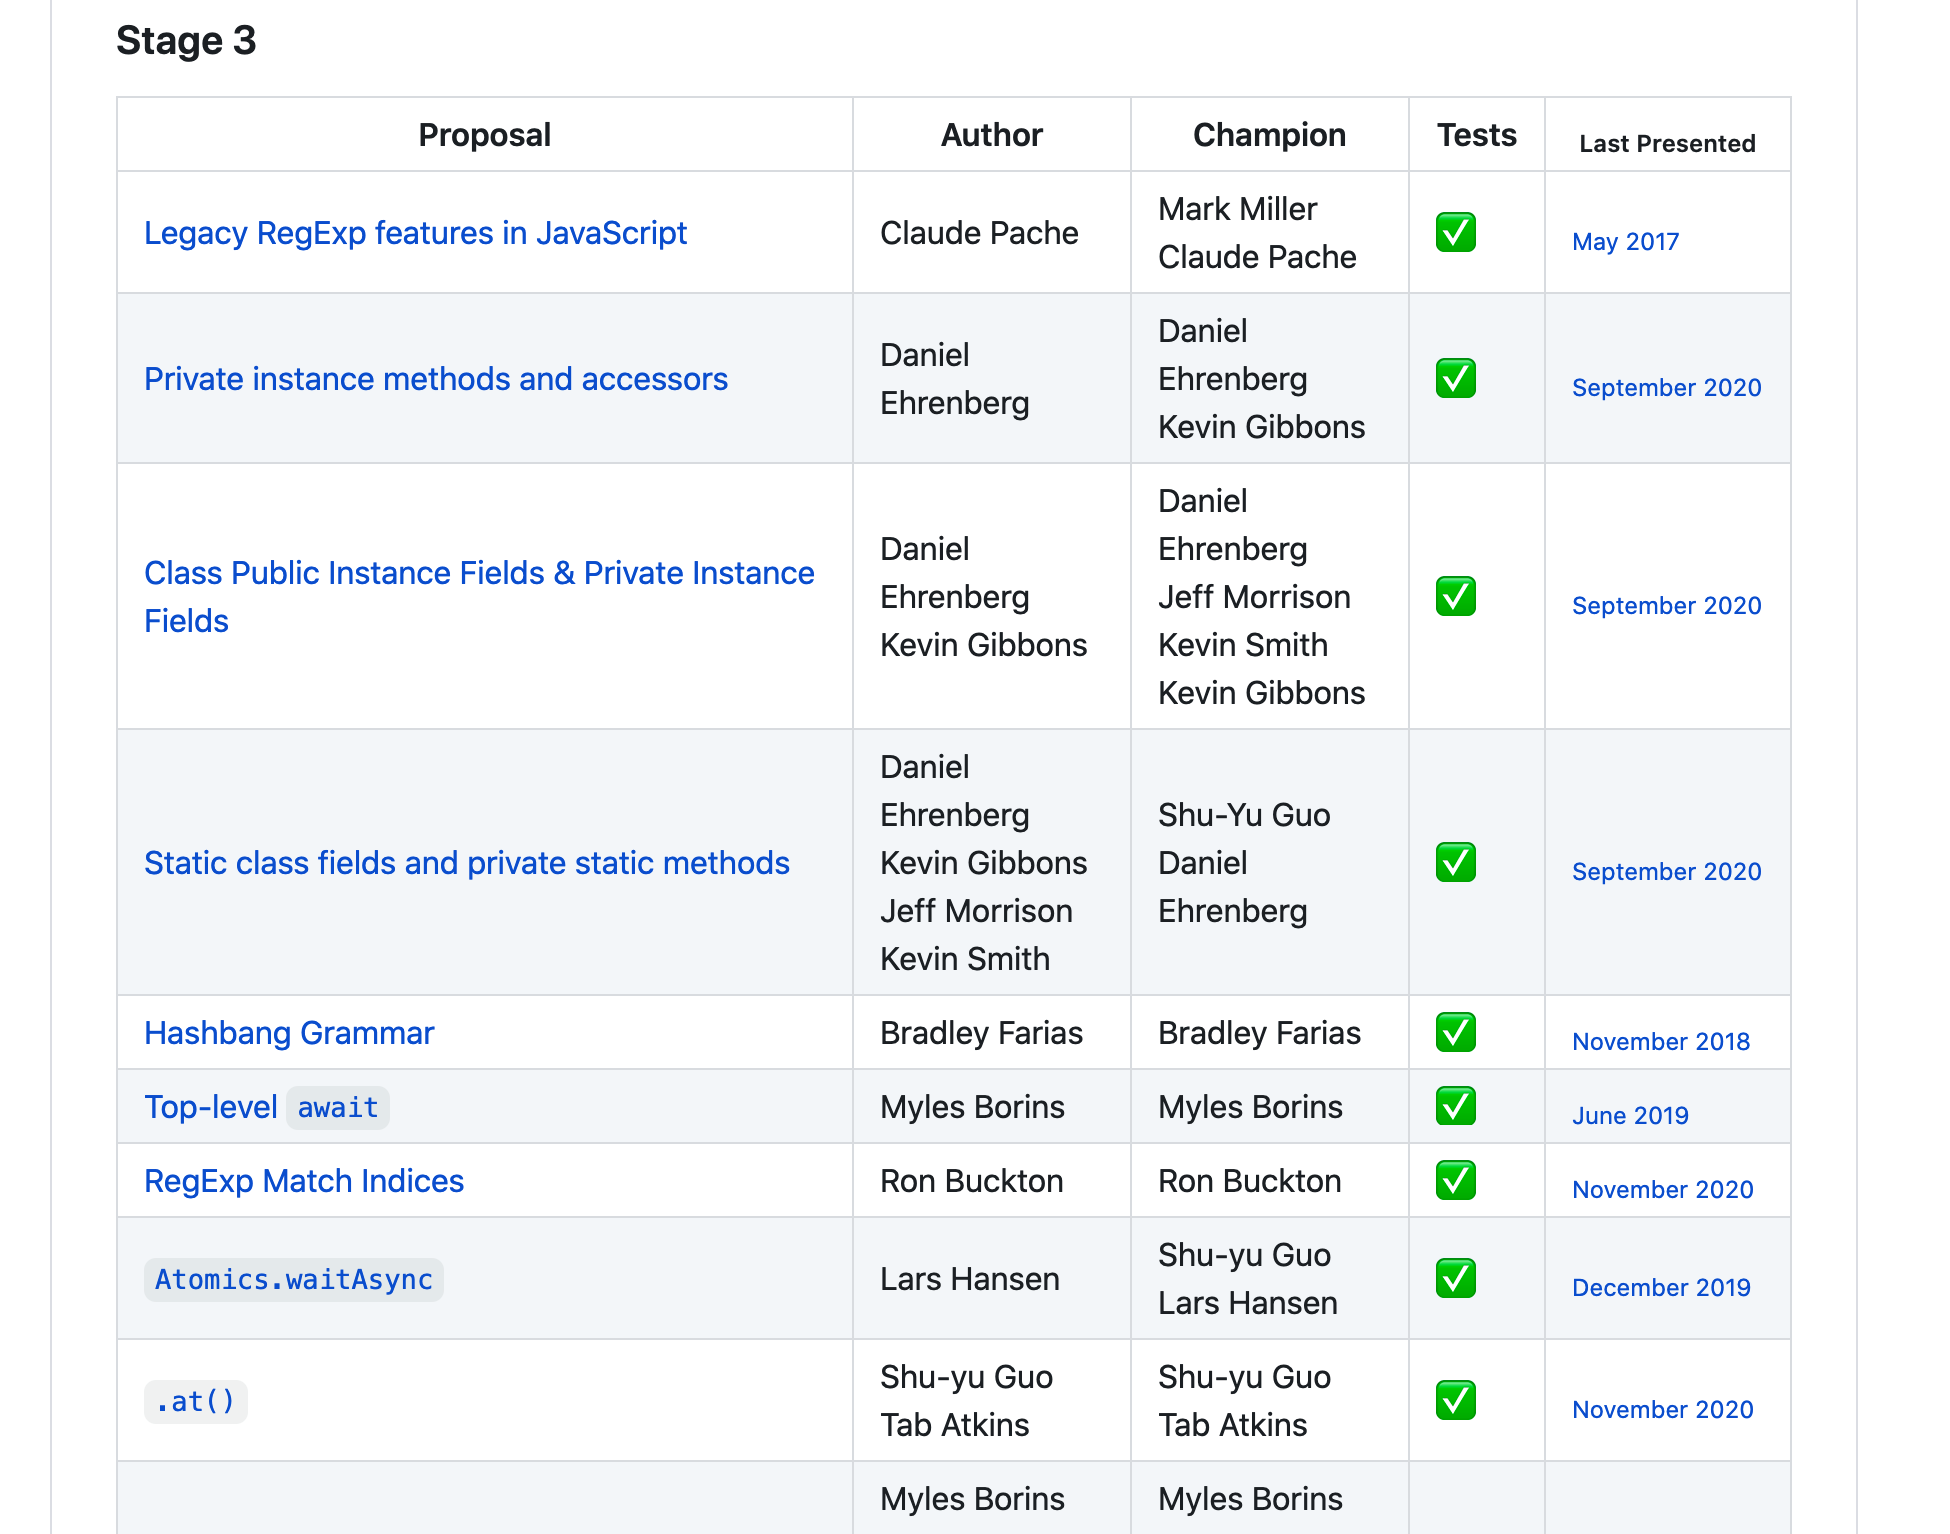 Stage 3
Proposal Author Champion Tests Last Presented
Legacy RegExp features in JavaScript
Claude Pache
Mark Miller
Claude Pache
✅
May 2017
Private instance methods and accessors
Daniel
Ehrenberg
Daniel
Ehrenberg
Kevin Gibbons
✅
September 2020
Class Public Instance Fields & Private Instance
Fields
Daniel
Ehrenberg
Kevin Gibbons
Daniel
Ehrenberg
Jeff Morrison
Kevin Smith
Kevin Gibbons
✅
September 2020
Static class fields and private static methods
Daniel
Ehrenberg
Kevin Gibbons
Jeff Morrison
Kevin Smith
Shu-Yu Guo
Daniel
Ehrenberg
✅
September 2020
Hashbang Grammar
Bradley Farias
Bradley Farias
✅
November 2018
Top-level await
Myles Borins
Myles Borins
✅
June 2019
RegExp Match Indices
Ron Buckton
Ron Buckton
✅
November 2020
Atomics.waitAsync
Lars Hansen
Shu-yu Guo
Lars Hansen
✅
December 2019
.at()
Shu-yu Guo
Tab Atkins
Shu-yu Guo
Tab Atkins
✅
November 2020
Myles Borins
Myles Borins